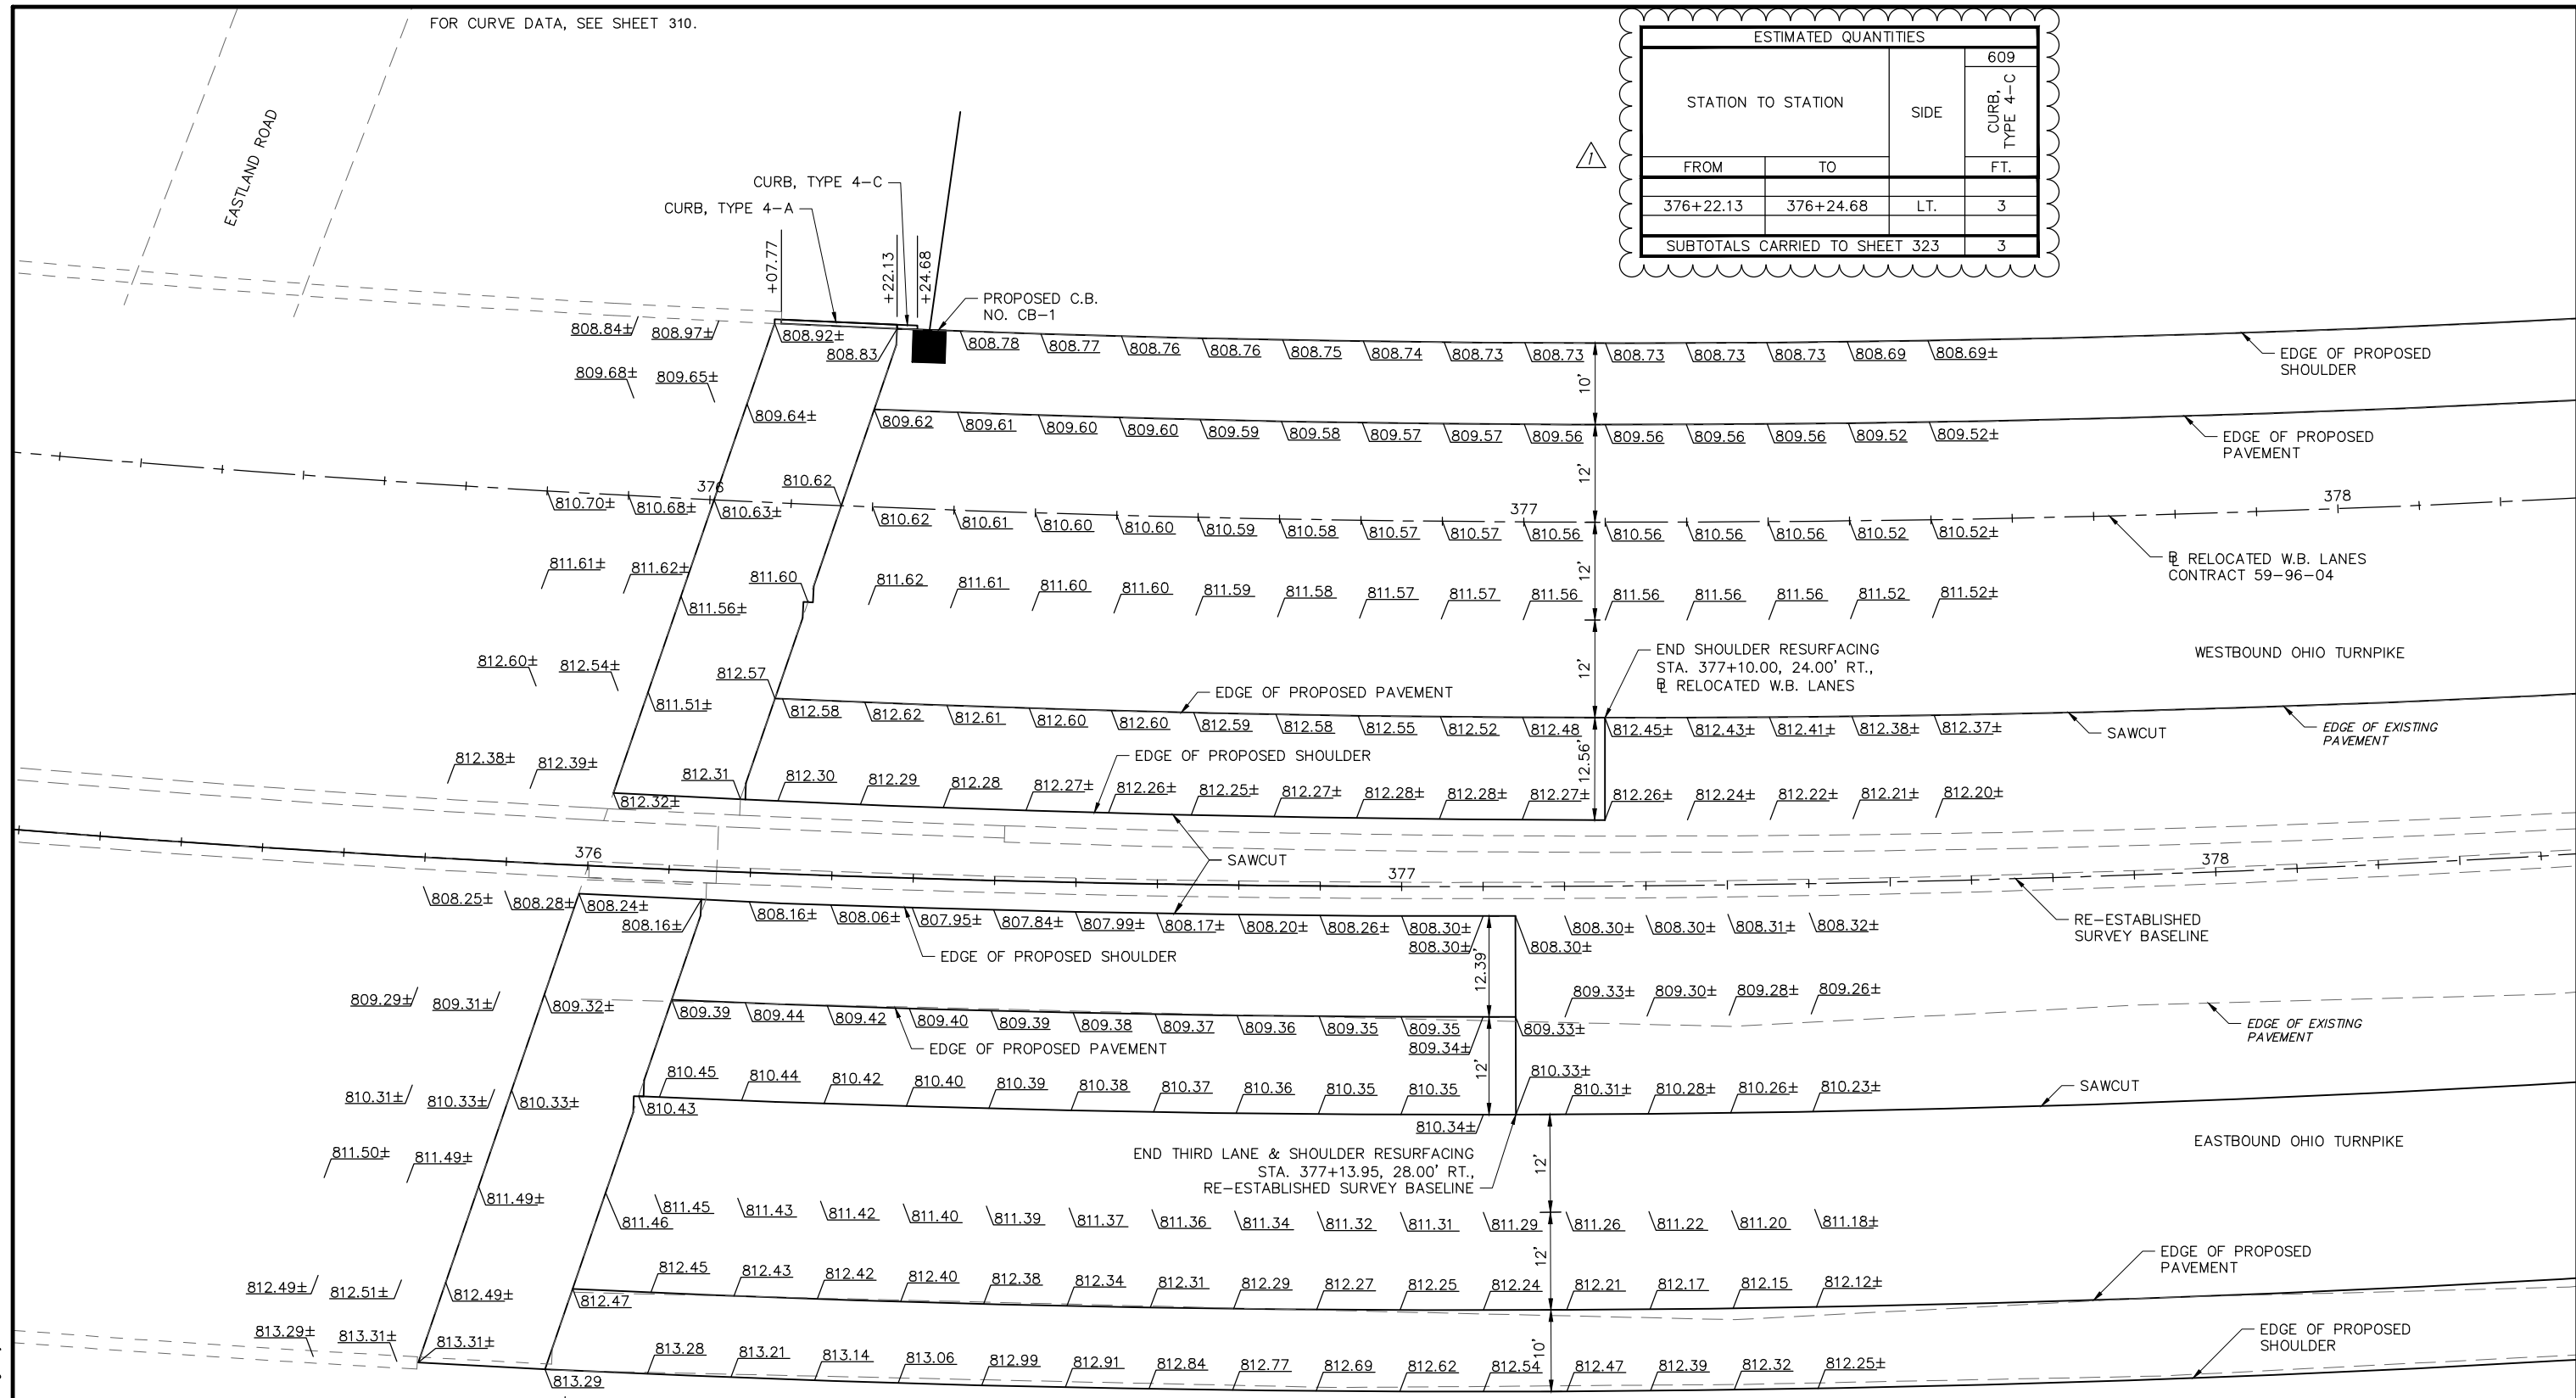 FOR CURVE DATA, SEE SHEET 310.
EASTLAND ROAD
ESTIMATED QUANTITIES
STATION TO STATION
SIDE
609
CURB,
TYPE 4-C
FROM
TO
FT.
376+22.13 376+24.68 LT. 3
SUBTOTALS CARRIED TO SHEET 323 3
1
CURB, TYPE 4-C
CURB, TYPE 4-A
+07.77
+22.13
+24.68
PROPOSED C.B.
NO. CB-1
808.84± 808.97± 808.92± 808.83 808.78 808.77 808.76 808.76 808.75 808.74 808.73 808.73 808.73 808.73 808.73 808.69 808.69±
EDGE OF PROPOSED
SHOULDER
10'
809.68± 809.65± 809.64± 809.62 809.61 809.60 809.60 809.59 809.58 809.57 809.57 809.56 809.56 809.56 809.56 809.52 809.52±
EDGE OF PROPOSED
PAVEMENT
12'
376
377
378
810.70± 810.68± 810.63± 810.62 810.62 810.61 810.60 810.60 810.59 810.58 810.57 810.57 810.56 810.56 810.56 810.56 810.52 810.52±
BL RELOCATED W.B. LANES
CONTRACT 59-96-04
12'
811.61± 811.62± 811.56± 811.60 811.62 811.61 811.60 811.60 811.59 811.58 811.57 811.57 811.56 811.56 811.56 811.56 811.52 811.52±
12'
END SHOULDER RESURFACING
STA. 377+10.00, 24.00' RT.,
BL RELOCATED W.B. LANES
WESTBOUND OHIO TURNPIKE
812.60± 812.54± 811.51± 812.57
EDGE OF PROPOSED PAVEMENT
812.58 812.62 812.61 812.60 812.60 812.59 812.58 812.55 812.52 812.48 812.45± 812.43± 812.41± 812.38± 812.37±
SAWCUT
EDGE OF EXISTING
PAVEMENT
12.56'
EDGE OF PROPOSED SHOULDER
812.38± 812.39± 812.32± 812.31 812.30 812.29 812.28 812.27± 812.26± 812.25± 812.27± 812.28± 812.28± 812.27± 812.26± 812.24± 812.22± 812.21± 812.20±
SAWCUT
376
377
378
RE-ESTABLISHED
SURVEY BASELINE
808.25± 808.28± 808.24± 808.16± 808.16± 808.06± 807.95± 807.84± 807.99± 808.17± 808.20± 808.26± 808.30± 808.30± 808.30± 808.30± 808.30± 808.31± 808.32±
EDGE OF PROPOSED SHOULDER
12.39'
809.29± 809.31± 809.32± 809.39 809.44 809.42 809.40 809.39 809.38 809.37 809.36 809.35 809.35 809.34± 809.33± 809.33± 809.30± 809.28± 809.26±
EDGE OF PROPOSED PAVEMENT
EDGE OF EXISTING
PAVEMENT
12'
810.31± 810.33± 810.33± 810.43 810.45 810.44 810.42 810.40 810.39 810.38 810.37 810.36 810.35 810.35 810.34± 810.33± 810.31± 810.28± 810.26± 810.23±
SAWCUT
END THIRD LANE & SHOULDER RESURFACING
STA. 377+13.95, 28.00' RT.,
RE-ESTABLISHED SURVEY BASELINE
EASTBOUND OHIO TURNPIKE
12'
811.50± 811.49± 811.49± 811.46 811.45 811.43 811.42 811.40 811.39 811.37 811.36 811.34 811.32 811.31 811.29 811.26 811.22 811.20 811.18±
12'
EDGE OF PROPOSED
PAVEMENT
812.49± 812.51± 812.49± 812.47 812.45 812.43 812.42 812.40 812.38 812.34 812.31 812.29 812.27 812.25 812.24 812.21 812.17 812.15 812.12±
10'
EDGE OF PROPOSED
SHOULDER
813.29± 813.31± 813.31± 813.29 813.28 813.21 813.14 813.06 812.99 812.91 812.84 812.77 812.69 812.62 812.54 812.47 812.39 812.32 812.25±